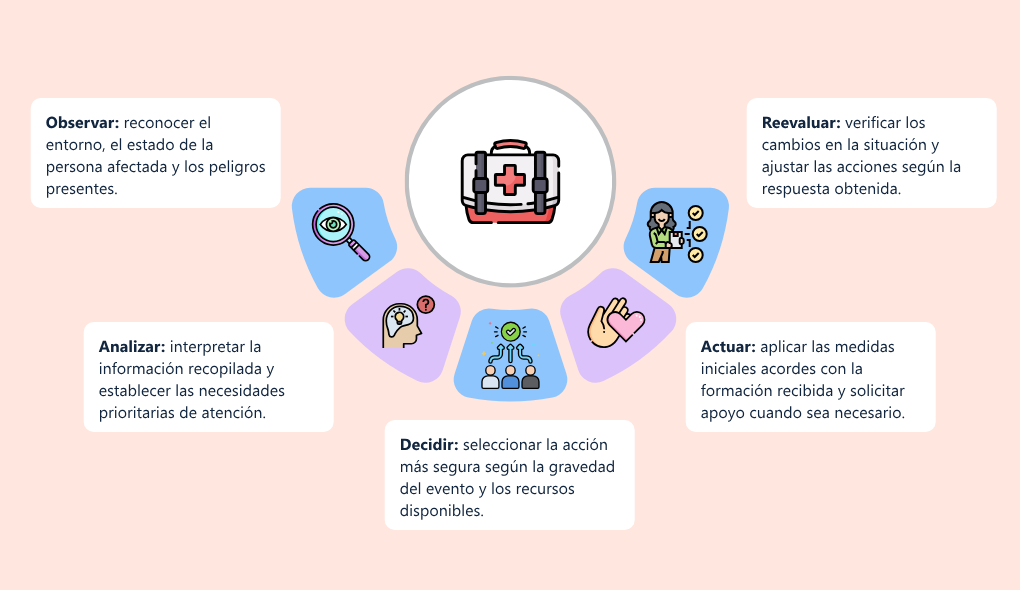 Observar: reconocer el
entorno, el estado de la
persona afectada y los peligros
presentes.
Analizar: interpretar la
información recopilada y
establecer las necesidades
prioritarias de atención.
Decidir: seleccionar la acción
más segura según la gravedad
del evento y los recursos
disponibles.
Actuar: aplicar las medidas
iniciales acordes con la
formación recibida y solicitar
apoyo cuando sea necesario.
Reevaluar: verificar los
cambios en la situación y
ajustar las acciones según la
respuesta obtenida.